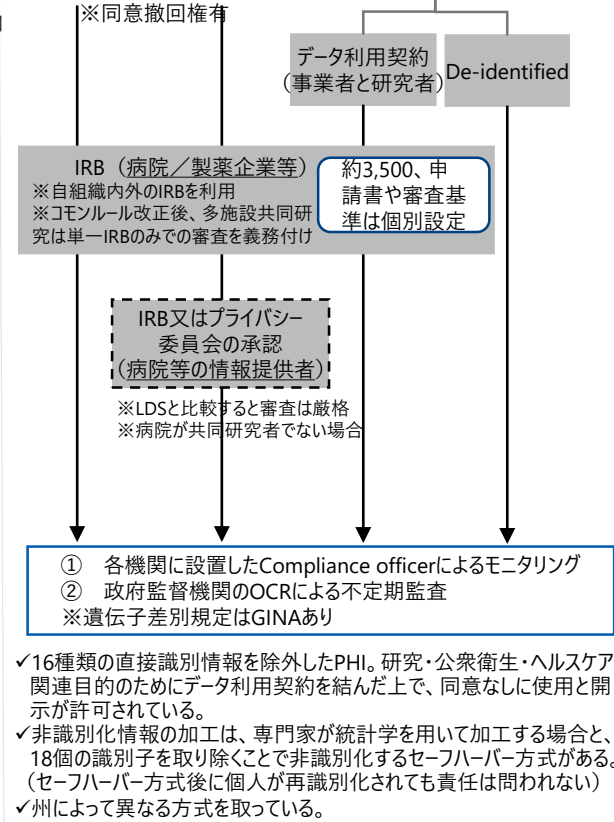 ※同意撤回権有
データ利用契約
（事業者と研究者）
De-identified
IRB（病院／製薬企業等）
※自組織内外のIRBを利用
※コモンルール改正後、多施設共同研
究は単一IRBのみでの審査を義務付け
約3,500、申
請書や審査基
準は個別設定
IRB又はプライバシー
委員会の承認
（病院等の情報提供者）
※LDSと比較すると審査は厳格
※病院が共同研究者でない場合
① 各機関に設置したCompliance officerによるモニタリング
② 政府監督機関のOCRによる不定期監査
※遺伝子差別規定はGINAあり
✓16種類の直接識別情報を除外したPHI。研究・公衆衛生・ヘルスケア
関連目的のためにデータ利用契約を結んだ上で、同意なしに使用と開
示が許可されている。
✓非識別化情報の加工は、専門家が統計学を用いて加工する場合と、
18個の識別子を取り除くことで非識別化するセーフハーバー方式がある。
（セーフハーバー方式後に個人が再識別化されても責任は問われない）
✓州によって異なる方式を取っている。